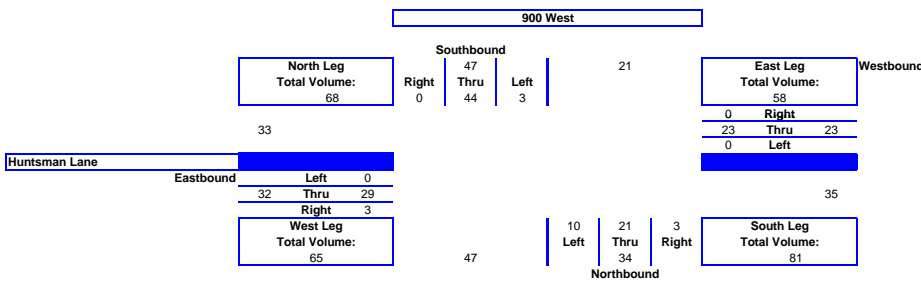 900 West
Southbound
North Leg 47 21 East Leg Westbound
Total Volume: Right Thru Left Total Volume:
68 0 44 3 58
0 Right
33 23 Thru 23
0 Left
Huntsman Lane
Eastbound Left 0
32 Thru 29 35
Right 3
West Leg 10 21 3 South Leg
Total Volume: Left Thru Right Total Volume:
65 47 34 81
Northbound